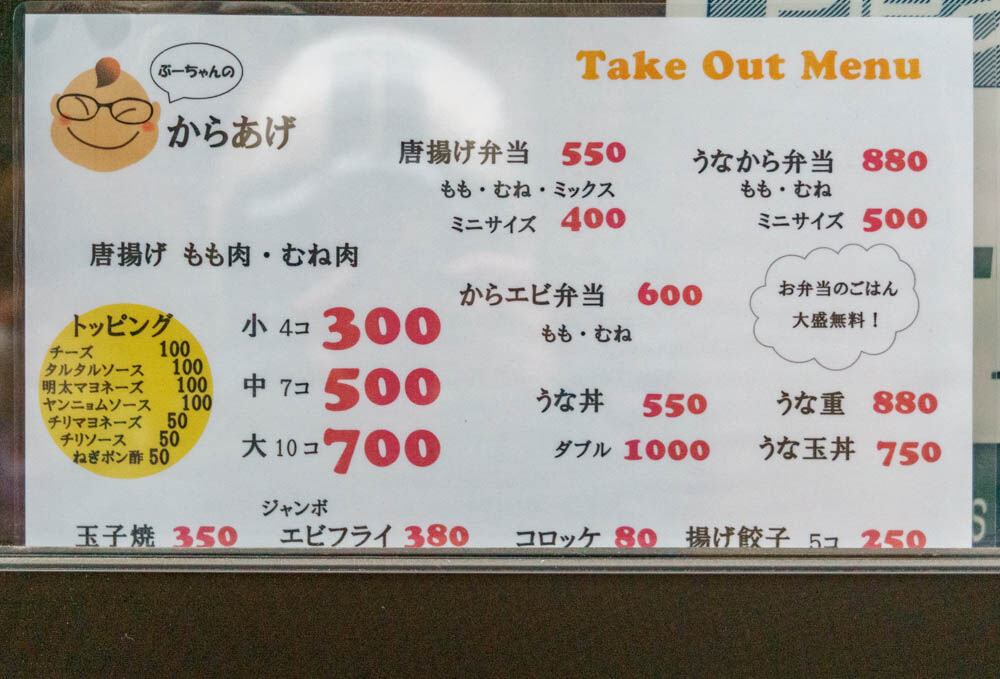 Take Out Menu
ぶーちゃんの
からあげ
唐揚げ弁当 550
もも・むね・ミックス
ミニサイズ 400
うなから弁当 880
もも・むね
ミニサイズ 500
唐揚げ もも肉・むね肉
小 4コ 300
中 7コ 500
大 10コ 700
トッピング
チーズ 100
タルタルソース 100
明太マヨネーズ 100
ヤンニョムソース 100
チリマヨネーズ 50
チリソース 50
ねぎポン酢 50
からエビ弁当 600
もも・むね
お弁当のごはん
大盛無料！
うな丼 550
ダブル 1000
うな重 880
うな玉丼 750
玉子焼 350
ジャンボ
エビフライ 380
コロッケ 80
揚げ餃子 5コ 250